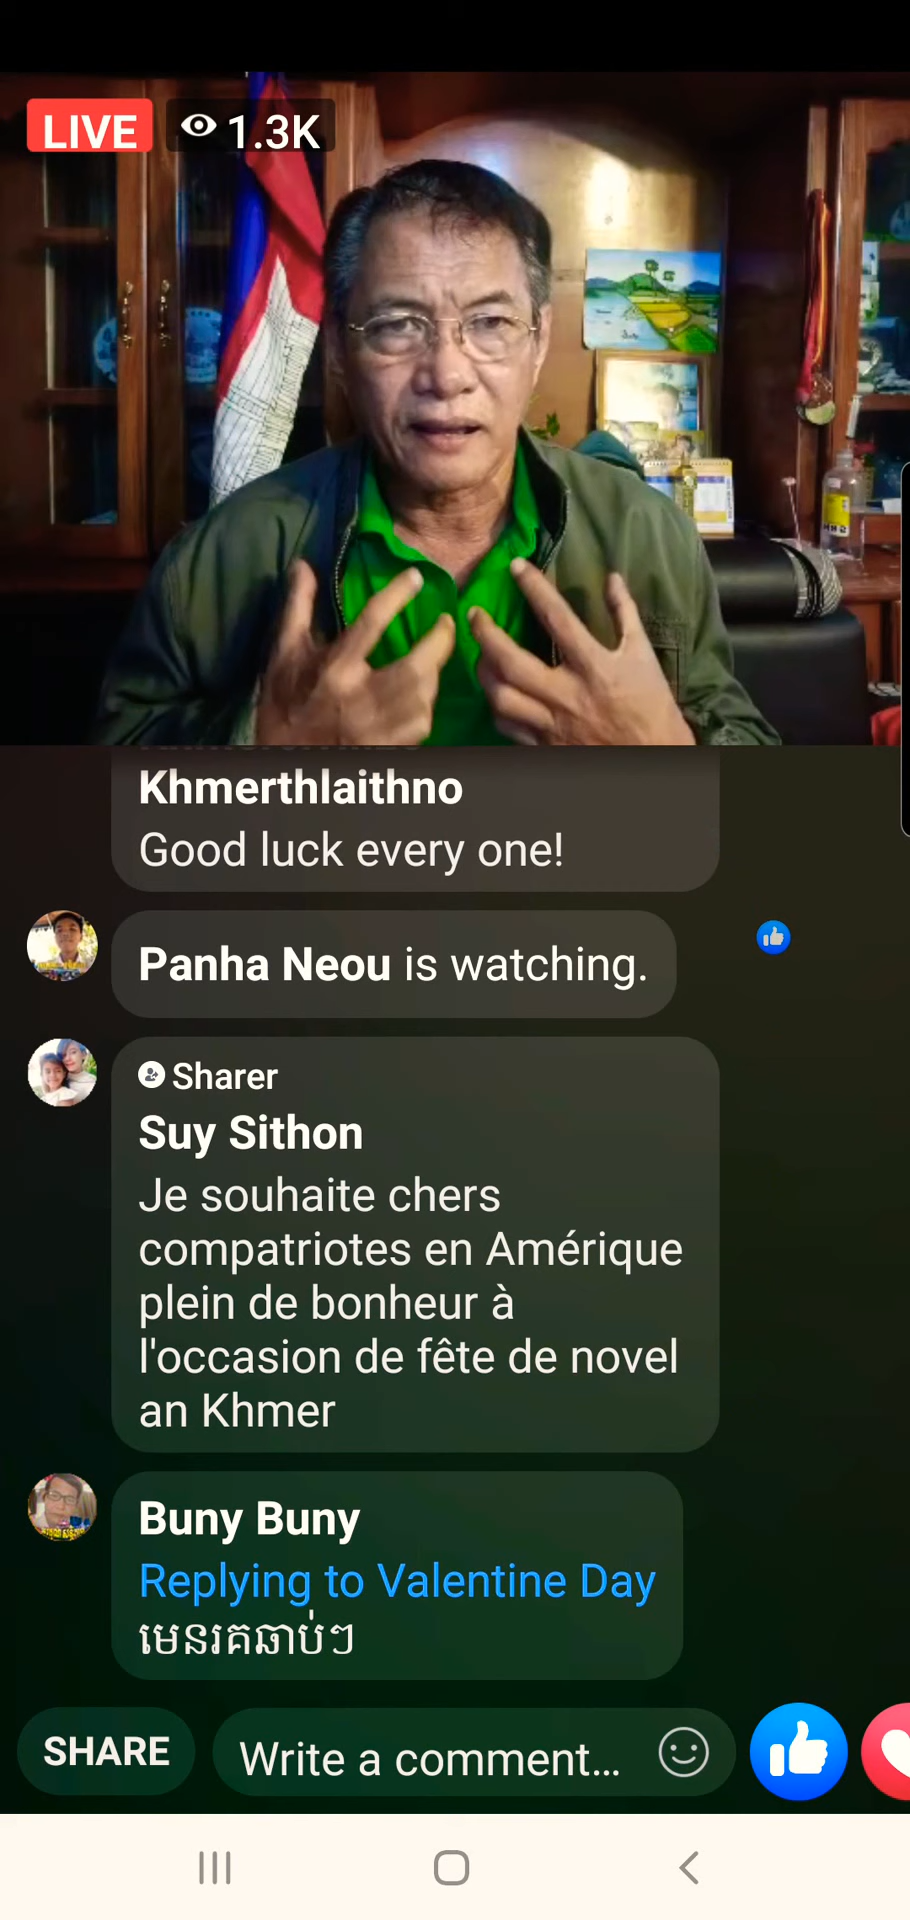 LIVE
1.3K
Khmerthlaithno
Good luck every one!
Panha Neou is watching.
Sharer
Suy Sithon
Je souhaite chers
compatriotes en Amérique
plein de bonheur à
l'occasion de fête de novel
an Khmer
Buny Buny
Replying to Valentine Day
មេនរគឆាប់ៗ
SHARE
Write a comment...